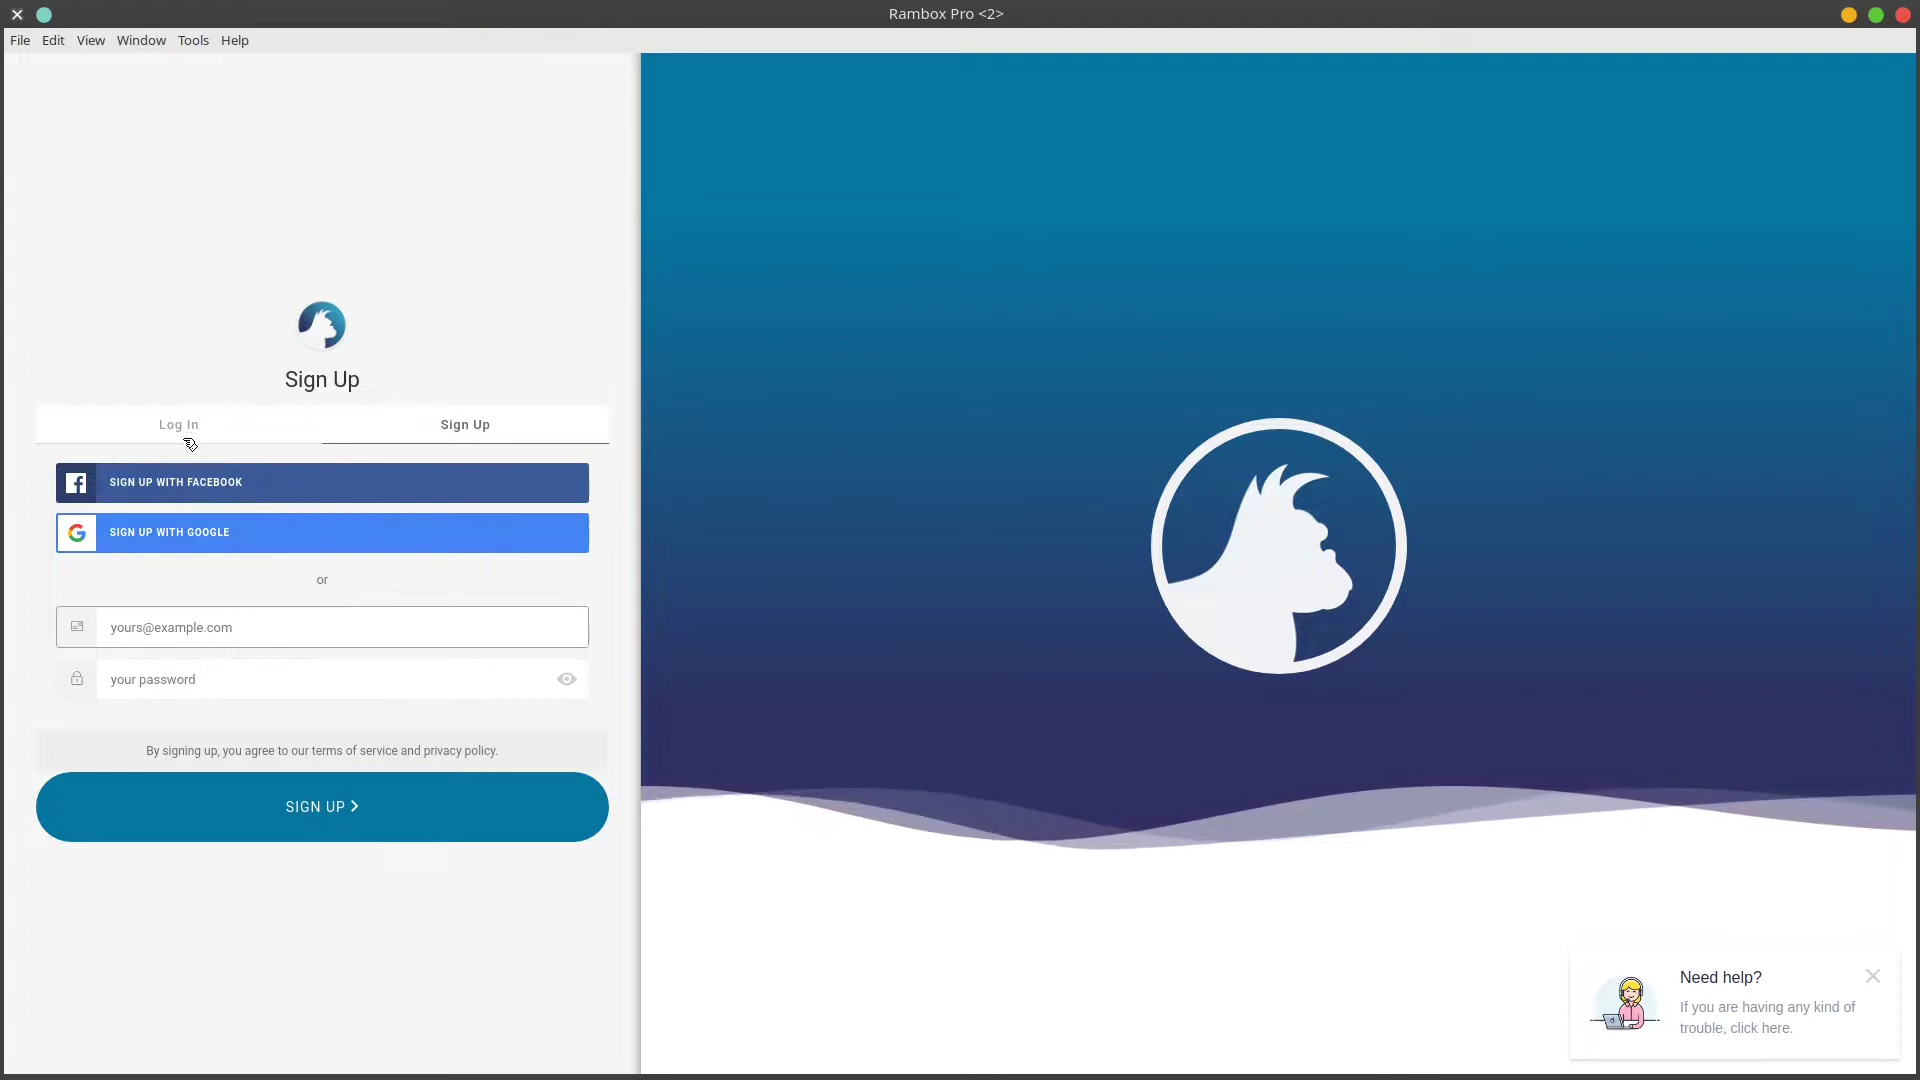 Rambox Pro <2>
File Edit View Window Tools Help
Sign Up
Log In Sign Up
SIGN UP WITH FACEBOOK
SIGN UP WITH GOOGLE
or
yours@example.com
your password
By signing up, you agree to our terms of service and privacy policy.
SIGN UP
Need help?
If you are having any kind of
trouble, click here.